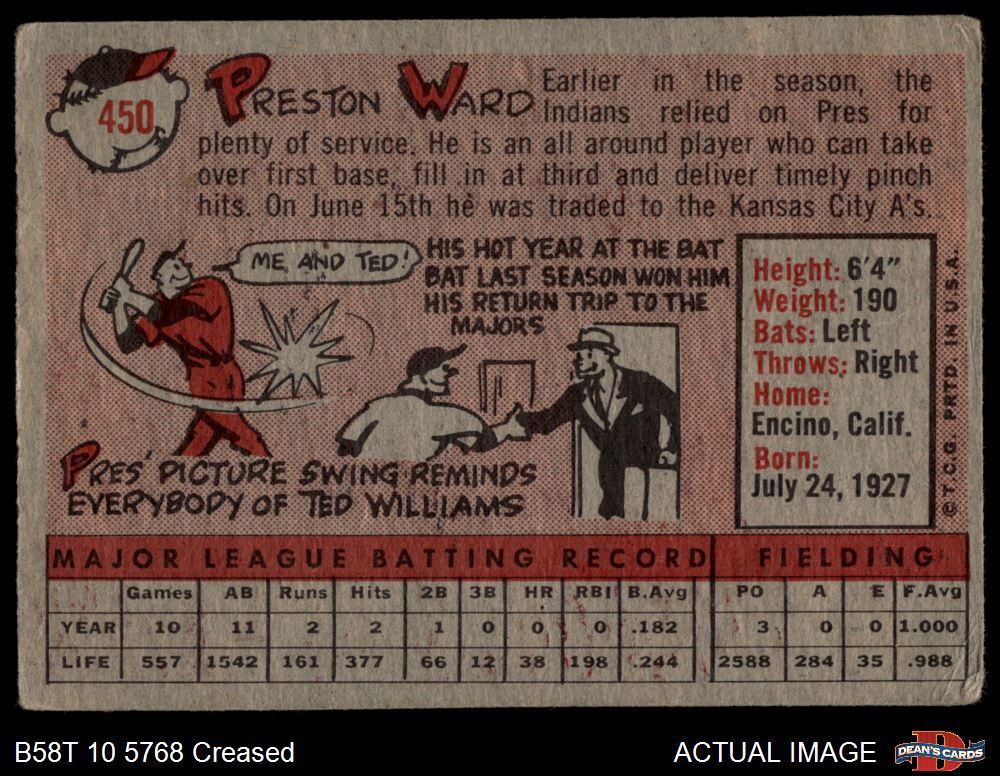 450
PRESTON WARD
Earlier in the season, the
Indians relied on Pres for
plenty of service. He is an all around player who can take
over first base, fill in at third and deliver timely pinch
hits. On June 15th he was traded to the Kansas City A's.
ME AND TED!
HIS HOT YEAR AT THE BAT
BAT LAST SEASON WON HIM
HIS RETURN TRIP TO THE
MAJORS
PRES' PICTURE SWING REMINDS
EVERYBODY OF TED WILLIAMS
Height: 6'4"
Weight: 190
Bats: Left
Throws: Right
Home:
Encino, Calif.
Born:
July 24, 1927
© T.C.G. PRTD. IN U.S.A.
MAJOR LEAGUE BATTING RECORD FIELDING
Games AB Runs Hits 2B 3B HR RBI B.Avg PO A E F.Avg
YEAR 10 11 2 2 1 0 0 0 .182 3 0 0 1.000
LIFE 557 1542 161 377 66 12 38 198 .244 2588 284 35 .988
B58T 10 5768 Creased
ACTUAL IMAGE
D
DEAN'S CARDS